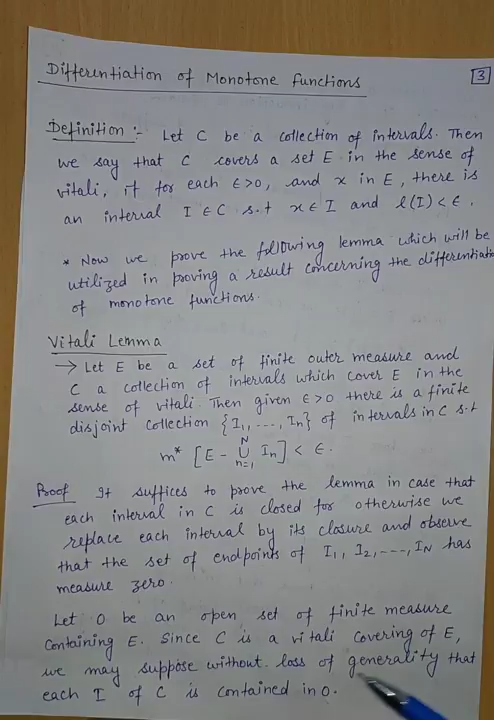 Differentiation of Monotone Functions
3
Definition :- Let C be a collection of intervals. Then
we say that C covers a set E in the sense of
vitali, if for each ϵ>0, and x in E, there is
an interval I ∈ C s.t x ∈ I and l(I) < ϵ.
* Now we prove the following lemma which will be
utilized in proving a result concerning the differentiation
of monotone functions.
Vitali Lemma
→ Let E be a set of finite outer measure and
C a collection of intervals which cover E in the
sense of vitali. Then given ϵ>0 there is a finite
disjoint collection {I₁, ---, Iₙ} of intervals in C s.t
m* [E - ⋃ₙ₌₁ᴺ Iₙ] < ϵ.
Proof It suffices to prove the lemma in case that
each interval in C is closed for otherwise we
replace each interval by its closure and observe
that the set of endpoints of I₁, I₂, ---, I_N has
measure zero.
Let O be an open set of finite measure
containing E. Since C is a vitali covering of E,
we may suppose without loss of generality that
each I of C is contained in O.